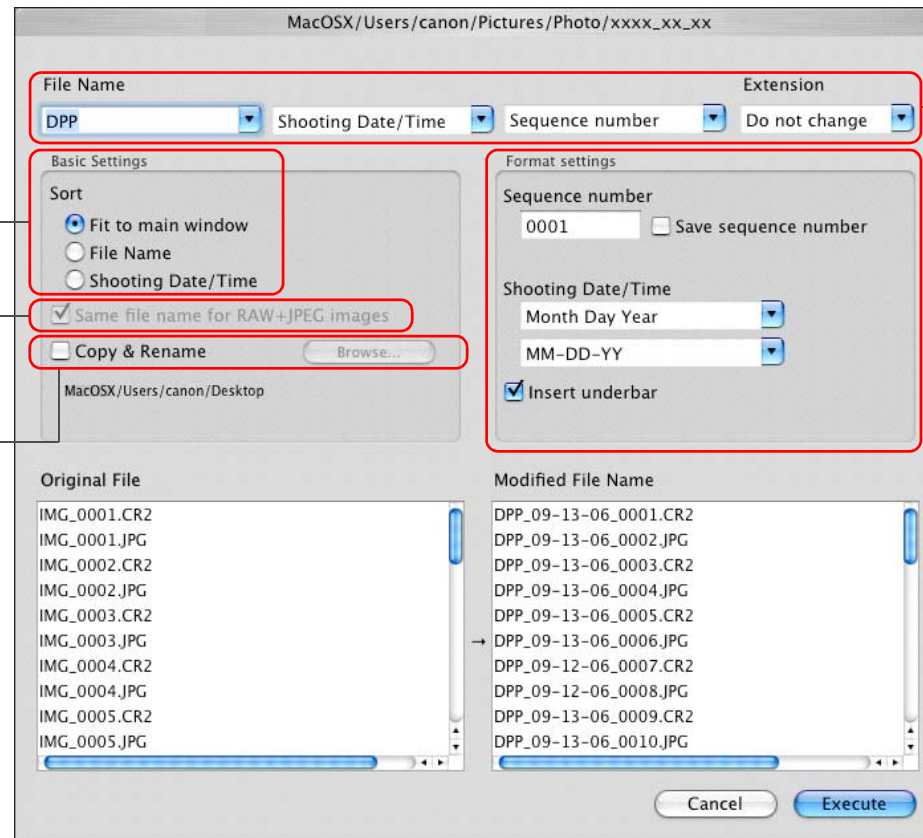 MacOSX/Users/canon/Pictures/Photo/xxxx_xx_xx
File Name Extension
DPP Shooting Date/Time Sequence number Do not change
Basic Settings
Sort
Fit to main window
File Name
Shooting Date/Time
Same file name for RAW+JPEG images
Copy & Rename Browse...
MacOSX/Users/canon/Desktop
Format settings
Sequence number
0001 Save sequence number
Shooting Date/Time
Month Day Year
MM-DD-YY
Insert underbar
Original File
IMG_0001.CR2
IMG_0001.JPG
IMG_0002.CR2
IMG_0002.JPG
IMG_0003.CR2
IMG_0003.JPG
IMG_0004.CR2
IMG_0004.JPG
IMG_0005.CR2
IMG_0005.JPG
→
Modified File Name
DPP_09-13-06_0001.CR2
DPP_09-13-06_0002.JPG
DPP_09-13-06_0003.CR2
DPP_09-13-06_0004.JPG
DPP_09-13-06_0005.CR2
DPP_09-13-06_0006.JPG
DPP_09-12-06_0007.CR2
DPP_09-12-06_0008.JPG
DPP_09-13-06_0009.CR2
DPP_09-13-06_0010.JPG
Cancel Execute